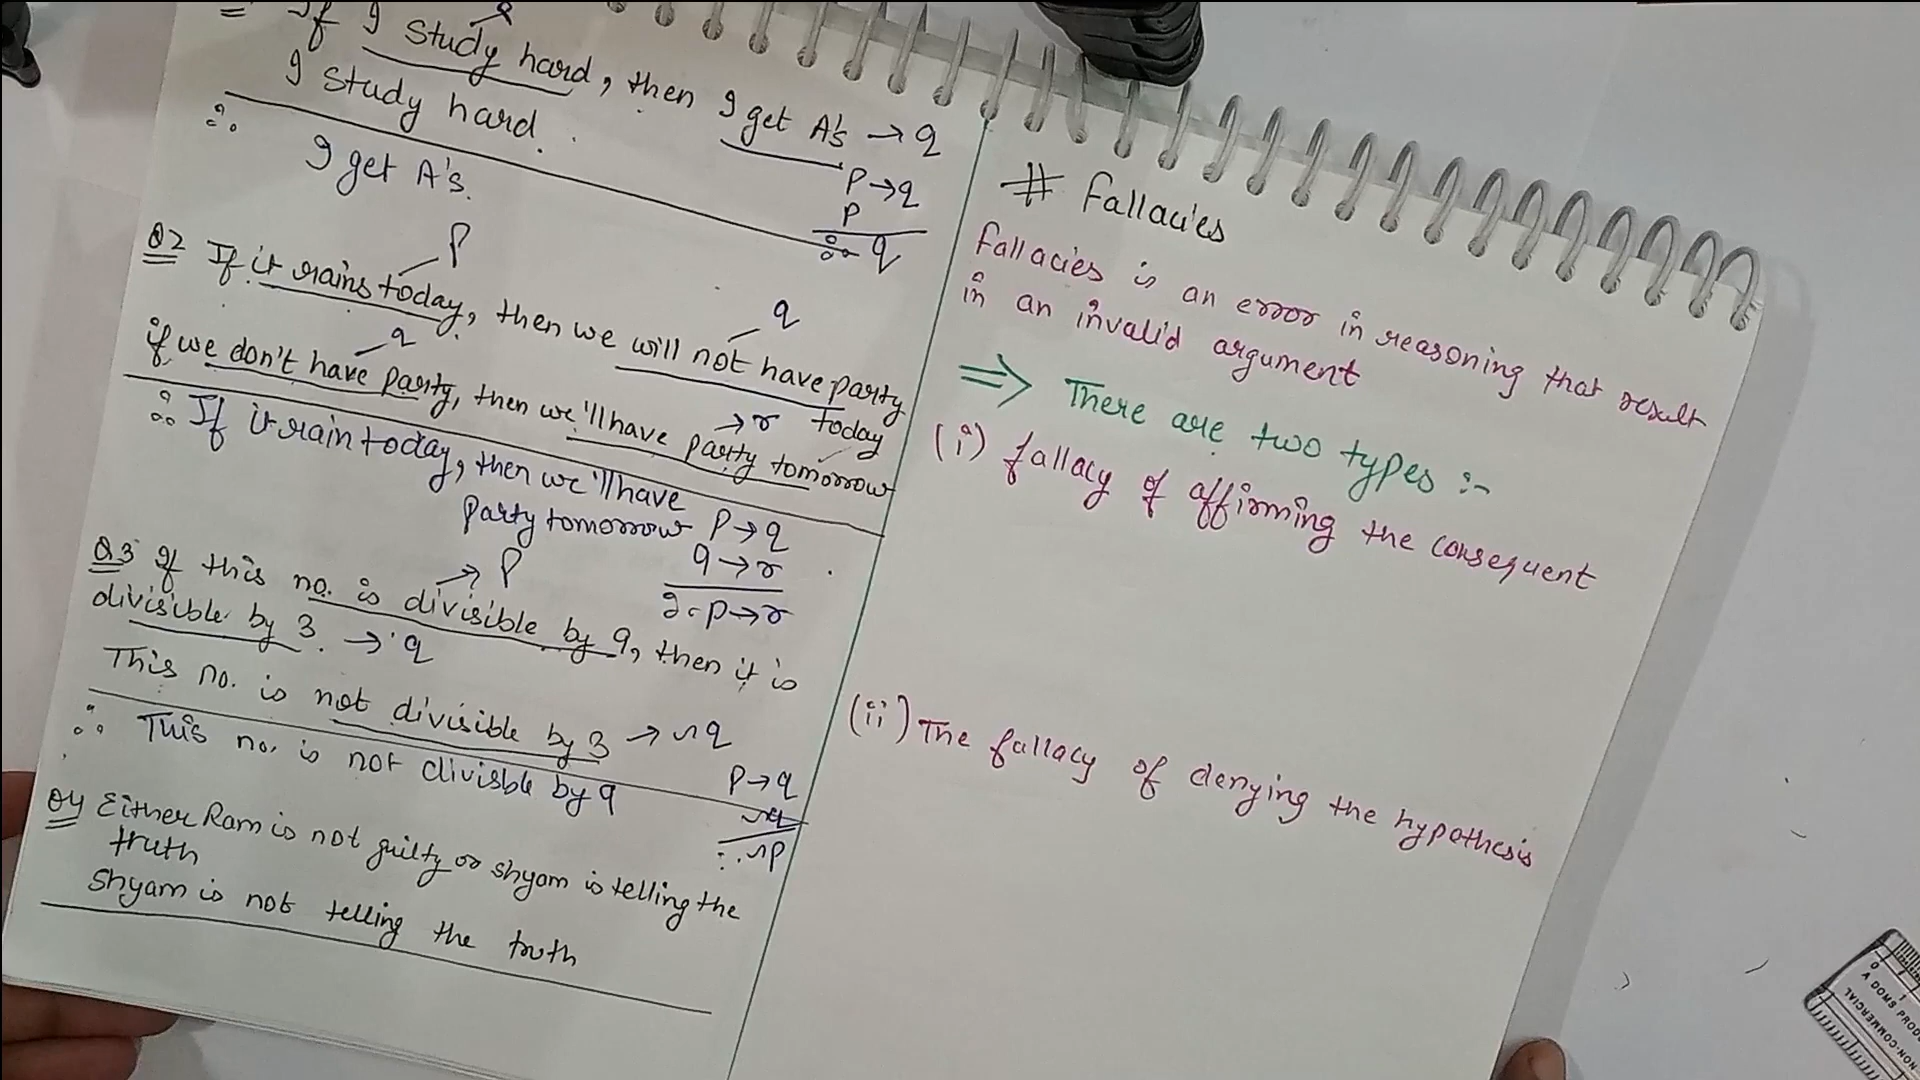 If I study hard, then I get A's → q
I study hard.
∴ I get A's.
p→q
p
∴ q
Q2 If it rains today, then we will not have party today
p
q
if we don't have party, then we'll have party tomorrow
q
→r
∴ If it rain today, then we'll have
party tomorrow
p→q
q→r
∴ p→r
Q3 If this no. is divisible by 9, then it is
→ p
divisible by 3. → q
This no. is not divisible by 3 → ~q
∴ This no. is not divisble by 9
p→q
~q
∴ ~p
Q4 Either Ram is not guilty or shyam is telling the
truth
Shyam is not telling the truth
# Fallacies
Fallacies is an error in reasoning that result
in an invalid argument
⇒ There are two types :-
(i) fallacy of affirming the consequent
(ii) The fallacy of denying the hypothesis
A DOMS PROD
NON-COMMERCIAL